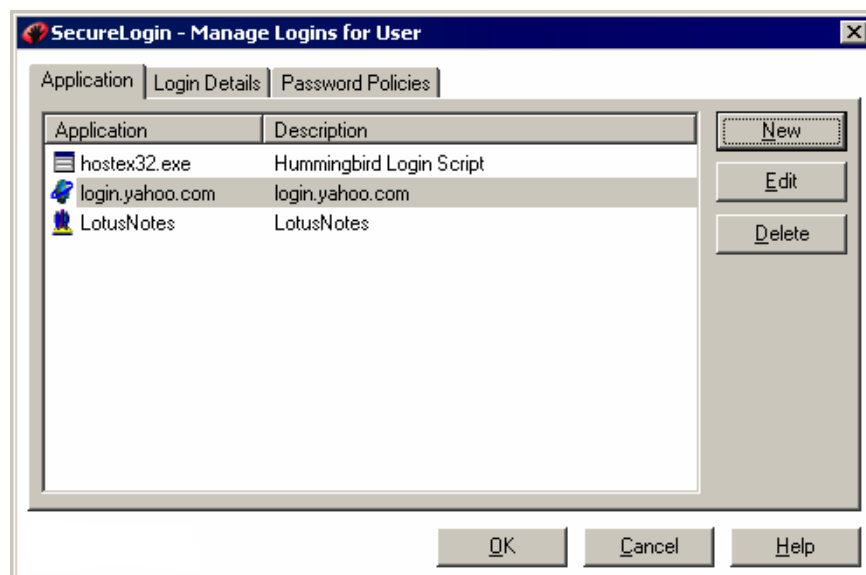 SecureLogin - Manage Logins for User
Application Login Details Password Policies
Application Description
hostex32.exe Hummingbird Login Script
login.yahoo.com login.yahoo.com
LotusNotes LotusNotes
New
Edit
Delete
OK Cancel Help